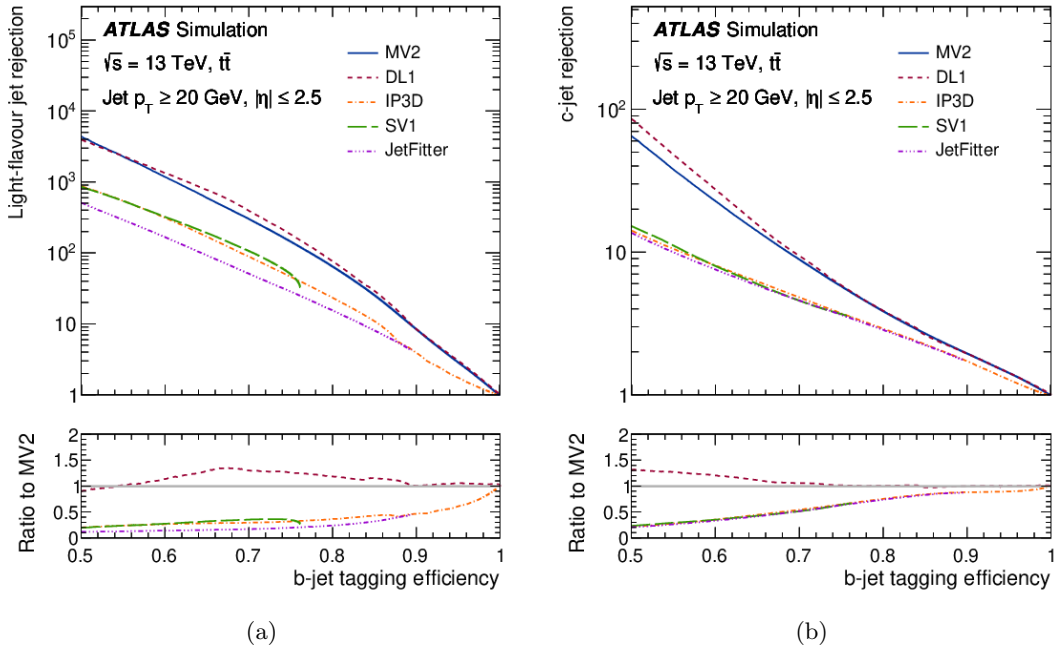 ATLAS Simulation
√s = 13 TeV, tt̄
Jet p_T ≥ 20 GeV, |η| ≤ 2.5
MV2
DL1
IP3D
SV1
JetFitter
Light-flavour jet rejection
10^5
10^4
10^3
10^2
10
1
Ratio to MV2
2
1.5
1
0.5
0
0.5 0.6 0.7 0.8 0.9 1
b-jet tagging efficiency
(a)
ATLAS Simulation
√s = 13 TeV, tt̄
Jet p_T ≥ 20 GeV, |η| ≤ 2.5
MV2
DL1
IP3D
SV1
JetFitter
c-jet rejection
10^2
10
1
Ratio to MV2
2
1.5
1
0.5
0
0.5 0.6 0.7 0.8 0.9 1
b-jet tagging efficiency
(b)